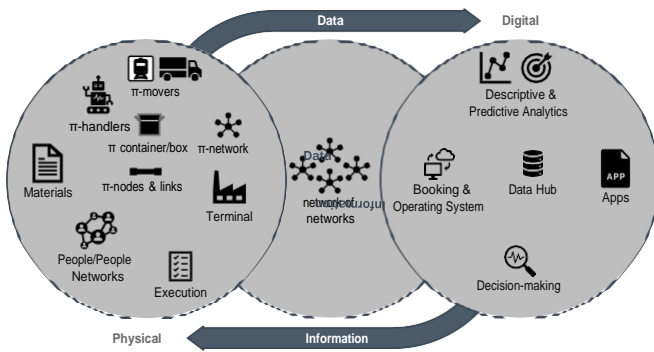 Data
Digital
π-movers
π-handlers
π container/box
π-network
π-nodes & links
Materials
Terminal
People/People
Networks
Execution
Data
network of
networks
Information
Descriptive &
Predictive Analytics
Booking &
Operating System
Data Hub
APP
Apps
Decision-making
Physical
Information